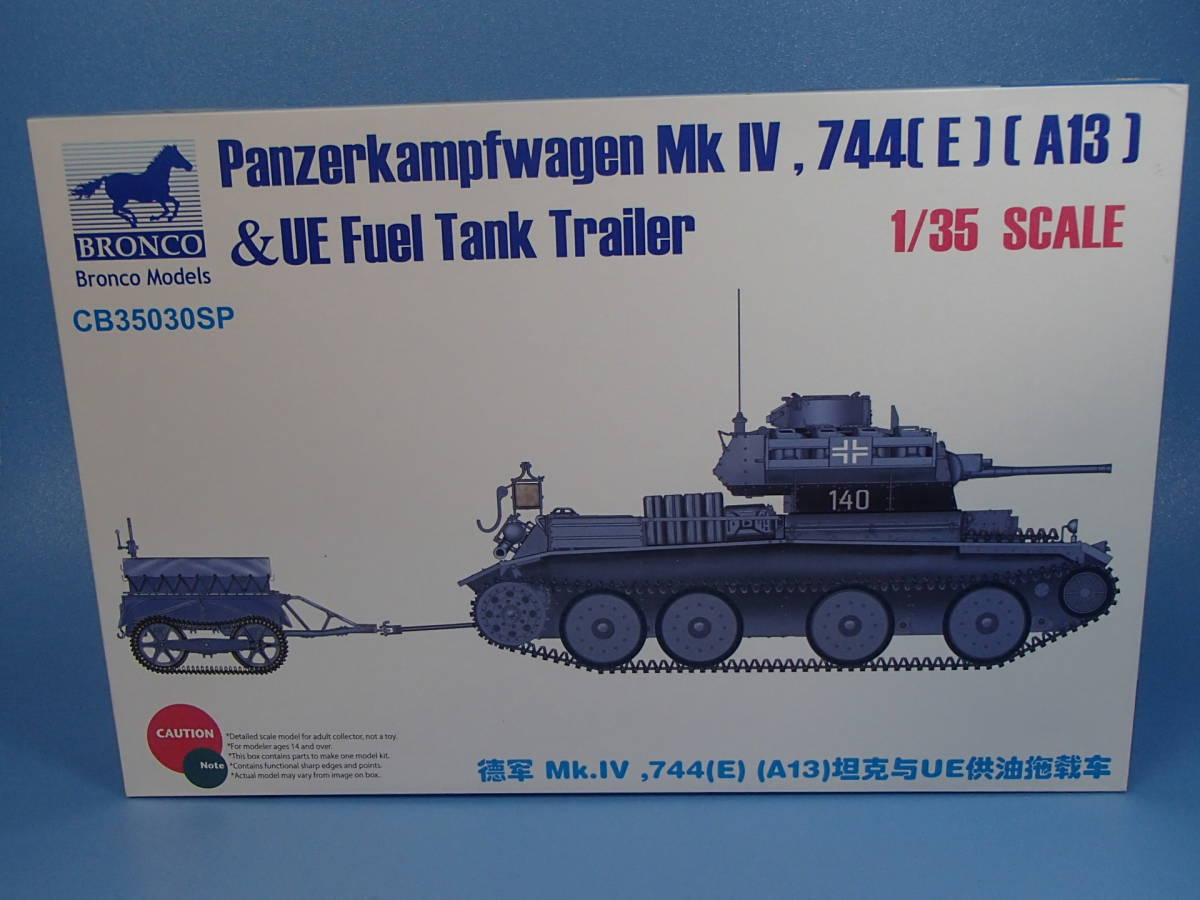 Panzerkampfwagen Mk IV , 744( E ) ( A13 )
& UE Fuel Tank Trailer
1/35 SCALE
BRONCO
Bronco Models
CB35030SP
140
CAUTION
Note
*Detailed scale model for adult collector, not a toy.
*For modeler ages 14 and over.
*This box contains parts to make one model kit.
*Contains functional sharp edges and points.
*Actual model may vary from image on box.
德军 Mk.IV ,744(E) (A13)坦克与UE供油拖载车